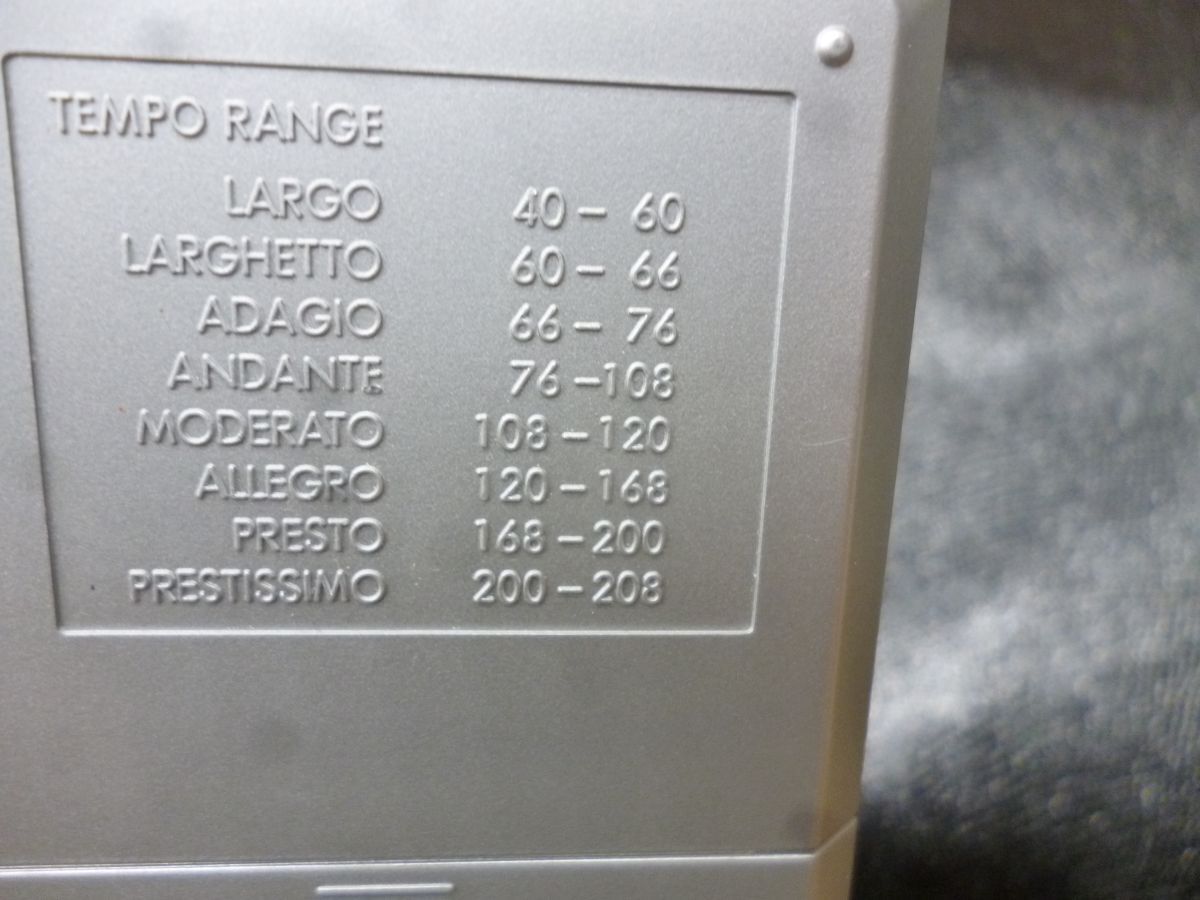 TEMPO RANGE
LARGO 40 – 60
LARGHETTO 60 – 66
ADAGIO 66 – 76
ANDANTE 76 –108
MODERATO 108 –120
ALLEGRO 120 –168
PRESTO 168 –200
PRESTISSIMO 200 –208